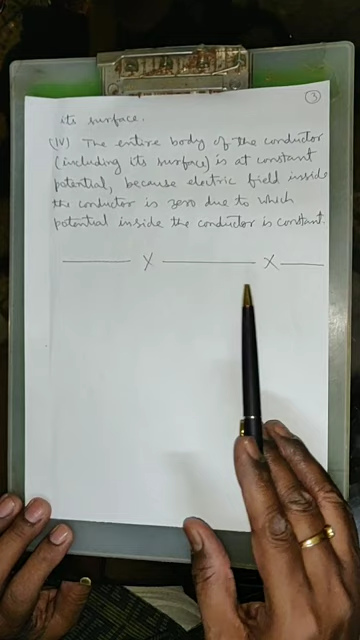 3
its surface.
(IV) The entire body of the conductor
(including its surface) is at constant
potential, because electric field inside
the conductor is zero due to which
potential inside the conductor is constant.
X X